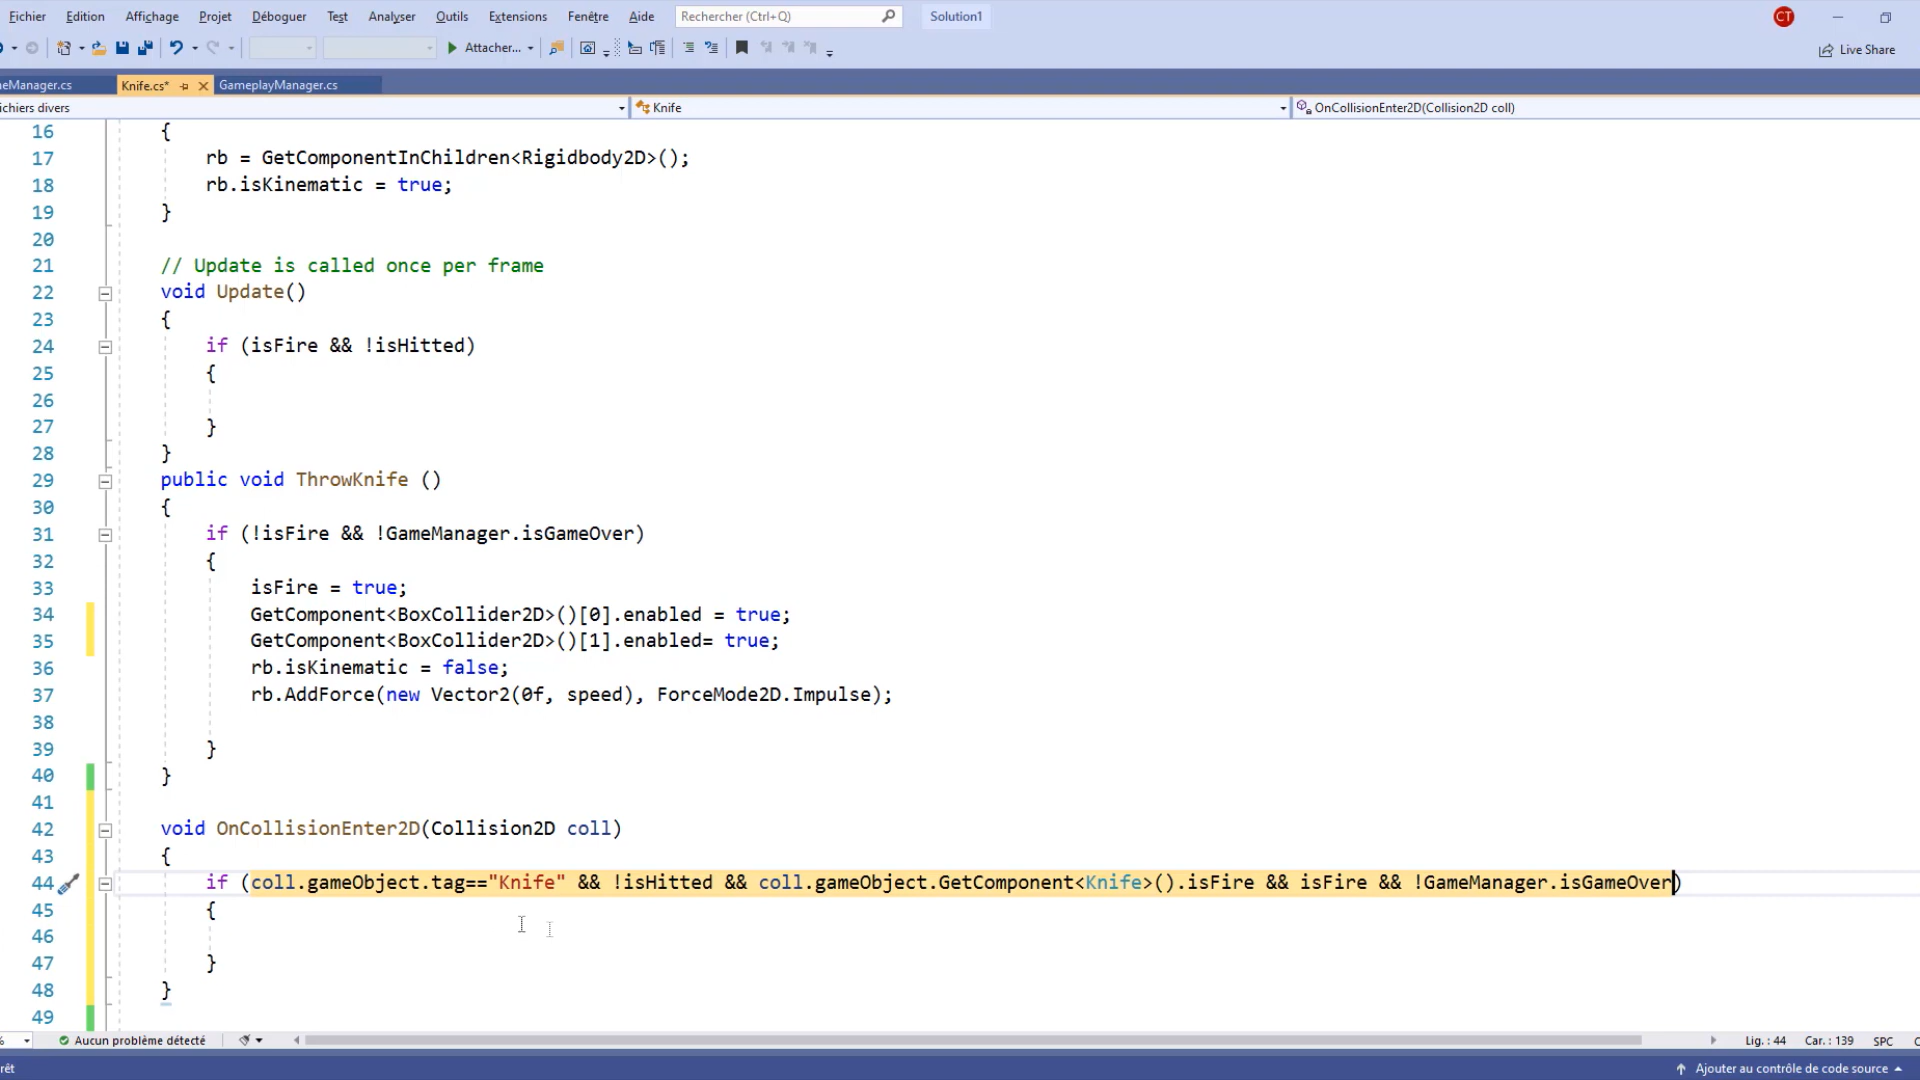 Fichier Edition Affichage Projet Déboguer Test Analyser Outils Extensions Fenêtre Aide Rechercher (Ctrl+Q) Solution1 CT
Attacher... Live Share
eManager.cs Knife.cs* GameplayManager.cs
ichiers divers Knife OnCollisionEnter2D(Collision2D coll)
16 {
17 rb = GetComponentInChildren<Rigidbody2D>();
18 rb.isKinematic = true;
19 }
20
21 // Update is called once per frame
22 void Update()
23 {
24 if (isFire && !isHitted)
25 {
26
27 }
28 }
29 public void ThrowKnife ()
30 {
31 if (!isFire && !GameManager.isGameOver)
32 {
33 isFire = true;
34 GetComponent<BoxCollider2D>()[0].enabled = true;
35 GetComponent<BoxCollider2D>()[1].enabled= true;
36 rb.isKinematic = false;
37 rb.AddForce(new Vector2(0f, speed), ForceMode2D.Impulse);
38
39 }
40 }
41
42 void OnCollisionEnter2D(Collision2D coll)
43 {
44 if (coll.gameObject.tag=="Knife" && !isHitted && coll.gameObject.GetComponent<Knife>().isFire && isFire && !GameManager.isGameOver)
45 {
46
47 }
48 }
49
% Aucun problème détecté Lig. : 44 Car. : 139 SPC C
rêt Ajouter au contrôle de code source